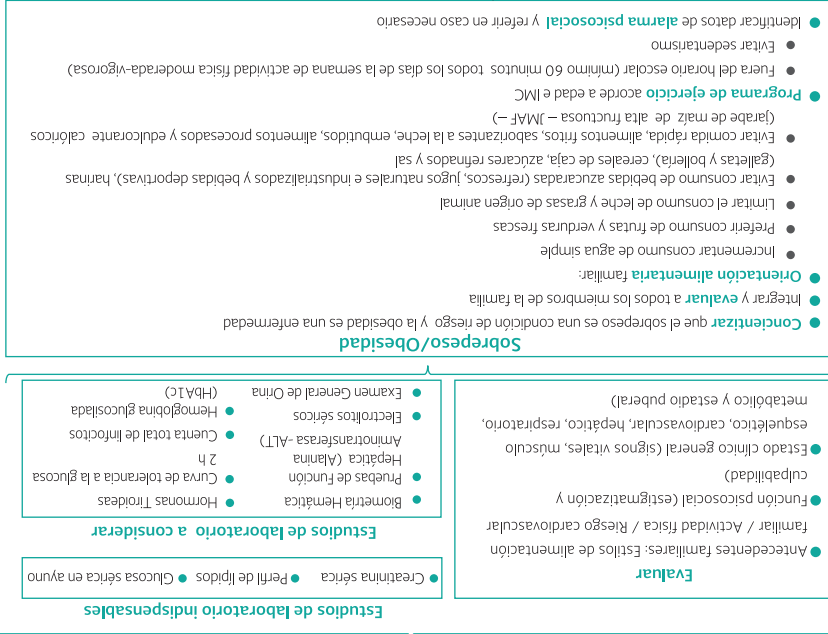 Evaluar
● Antecedentes familiares: Estilos de alimentación
familiar / Actividad física / Riesgo cardiovascular
● Función psicosocial (estigmatización y
culpabilidad)
● Estado clínico general (signos vitales, músculo
esquelético, cardiovascular, hepático, respiratorio,
metabólico y estadio puberal)
Estudios de laboratorio indispensables
● Creatinina sérica ● Perfil de lípidos ● Glucosa sérica en ayuno
Estudios de laboratorio a considerar
● Biometría Hemática
● Pruebas de Función
Hepática (Alanina
Aminotransferasa -ALT)
● Electrolitos séricos
● Examen General de Orina
● Hormonas Tiroideas
● Curva de tolerancia a la glucosa
2 h
● Cuenta total de linfocitos
● Hemoglobina glucosilada
(HbA1c)
Sobrepeso/Obesidad
● Concientizar que el sobrepeso es una condición de riesgo y la obesidad es una enfermedad
● Integrar y evaluar a todos los miembros de la familia
● Orientación alimentaria familiar:
● Incrementar consumo de agua simple
● Preferir consumo de frutas y verduras frescas
● Limitar el consumo de leche y grasas de origen animal
● Evitar consumo de bebidas azucaradas (refrescos, jugos naturales e industrializados y bebidas deportivas), harinas
(galletas y bollería), cereales de caja, azúcares refinados y sal
● Evitar comida rápida, alimentos fritos, saborizantes a la leche, embutidos, alimentos procesados y edulcorante calóricos
(jarabe de maíz de alta fructuosa – JMAF –)
● Programa de ejercicio acorde a edad e IMC
● Fuera del horario escolar (mínimo 60 minutos todos los días de la semana de actividad física moderada-vigorosa)
● Evitar sedentarismo
● Identificar datos de alarma psicosocial y referir en caso necesario